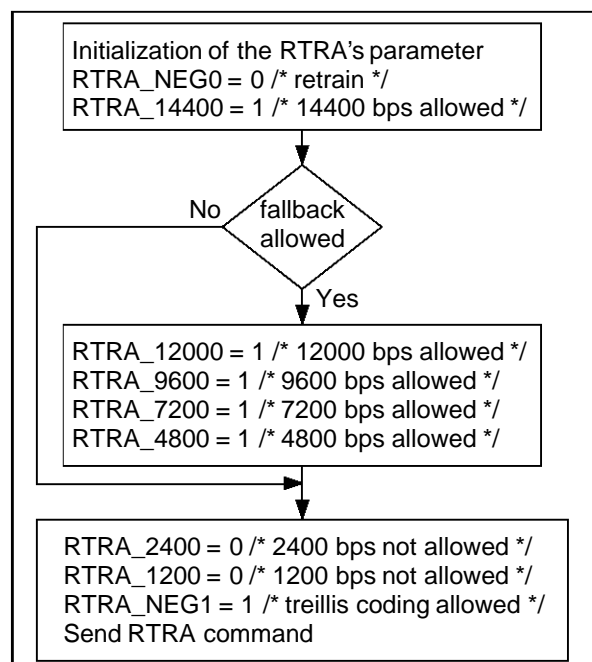 Initialization of the RTRA's parameter
RTRA_NEG0 = 0 /* retrain */
RTRA_14400 = 1 /* 14400 bps allowed */
fallback
allowed
No
Yes
RTRA_12000 = 1 /* 12000 bps allowed */
RTRA_9600 = 1 /* 9600 bps allowed */
RTRA_7200 = 1 /* 7200 bps allowed */
RTRA_4800 = 1 /* 4800 bps allowed */
RTRA_2400 = 0 /* 2400 bps not allowed */
RTRA_1200 = 0 /* 1200 bps not allowed */
RTRA_NEG1 = 1 /* treillis coding allowed */
Send RTRA command